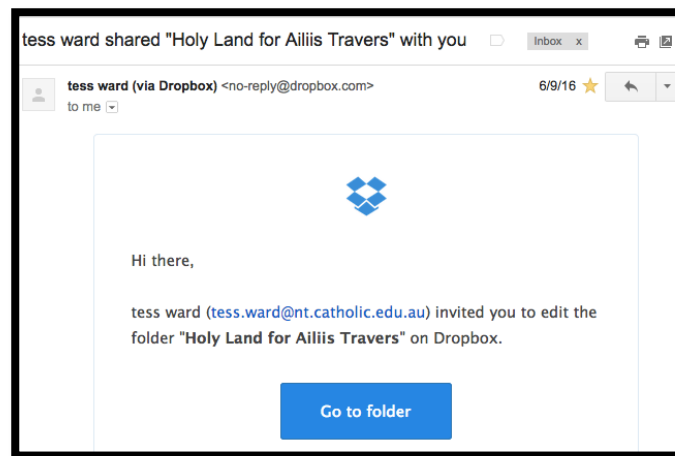 tess ward shared "Holy Land for Ailiis Travers" with you
Inbox x
tess ward (via Dropbox) <no-reply@dropbox.com> 6/9/16
to me
Hi there,
tess ward (tess.ward@nt.catholic.edu.au) invited you to edit the
folder "Holy Land for Ailiis Travers" on Dropbox.
Go to folder